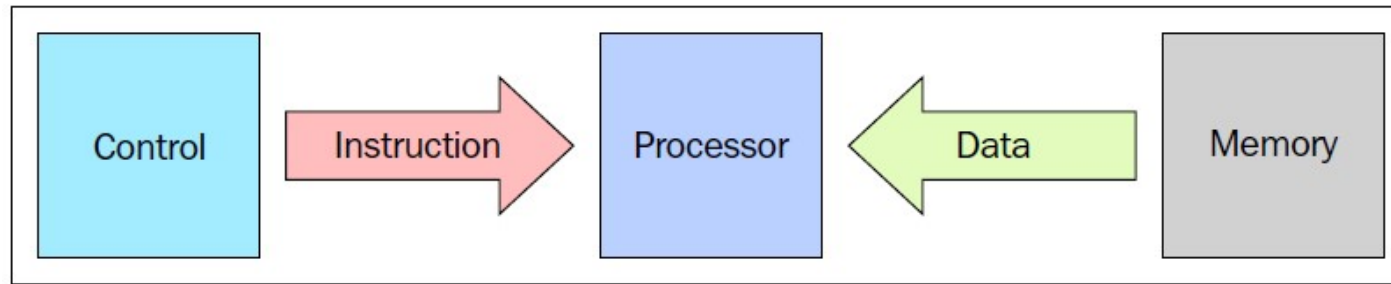 Control
Instruction
Processor
Data
Memory